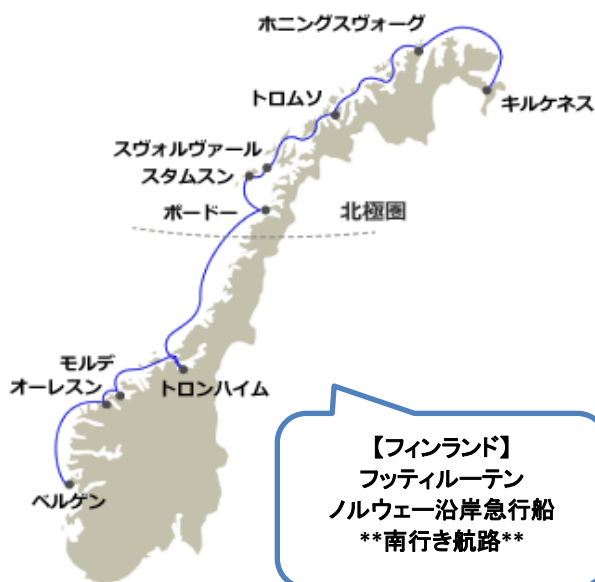 ホニングスヴォーグ
トロムソ
キルケネス
スヴォルヴァール
スタムスン
ボードー
北極圏
モルデ
オーレスン
トロンハイム
ベルゲン
【フィンランド】
フッティルーテン
ノルウェー沿岸急行船
**南行き航路**